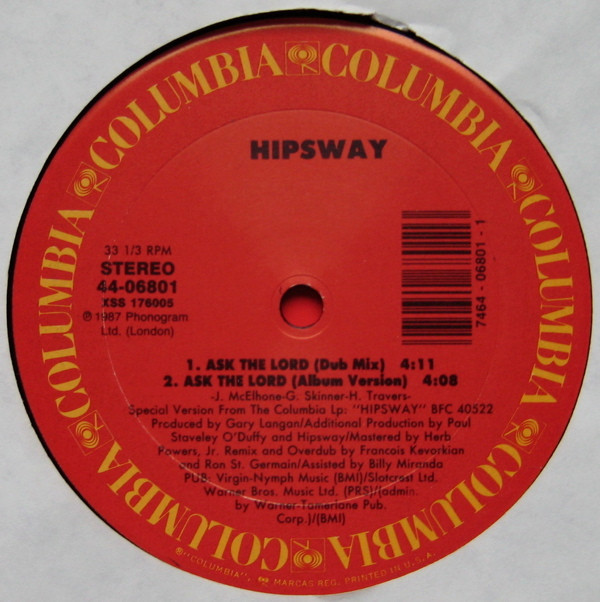 COLUMBIA COLUMBIA COLUMBIA COLUMBIA COLUMBIA COLUMBIA COLUMBIA COLUMBIA
HIPSWAY
33 1/3 RPM
STEREO
44-06801
XSS 176005
℗1987 Phonogram
Ltd. (London)
7464 - 06801 - 1
1. ASK THE LORD (Dub Mix) 4:11
2. ASK THE LORD (Album Version) 4:08
-J. McElhone-G. Skinner-H. Travers-
Special Version From The Columbia Lp: "HIPSWAY" BFC 40522
Produced by Gary Langan/Additional Production by Paul
Staveley O'Duffy and Hipsway/Mastered by Herb
Powers, Jr. Remix and Overdub by Francois Kevorkian
and Ron St. Germain/Assisted by Billy Miranda
PUB: Virgin-Nymph Music (BMI)/Slotcrest Ltd.
Warner Bros. Music Ltd. (PRS)/(admin.
by Warner-Tamerlane Pub.
Corp.)/(BMI)
® "COLUMBIA", MARCAS REG. PRINTED IN U.S.A.